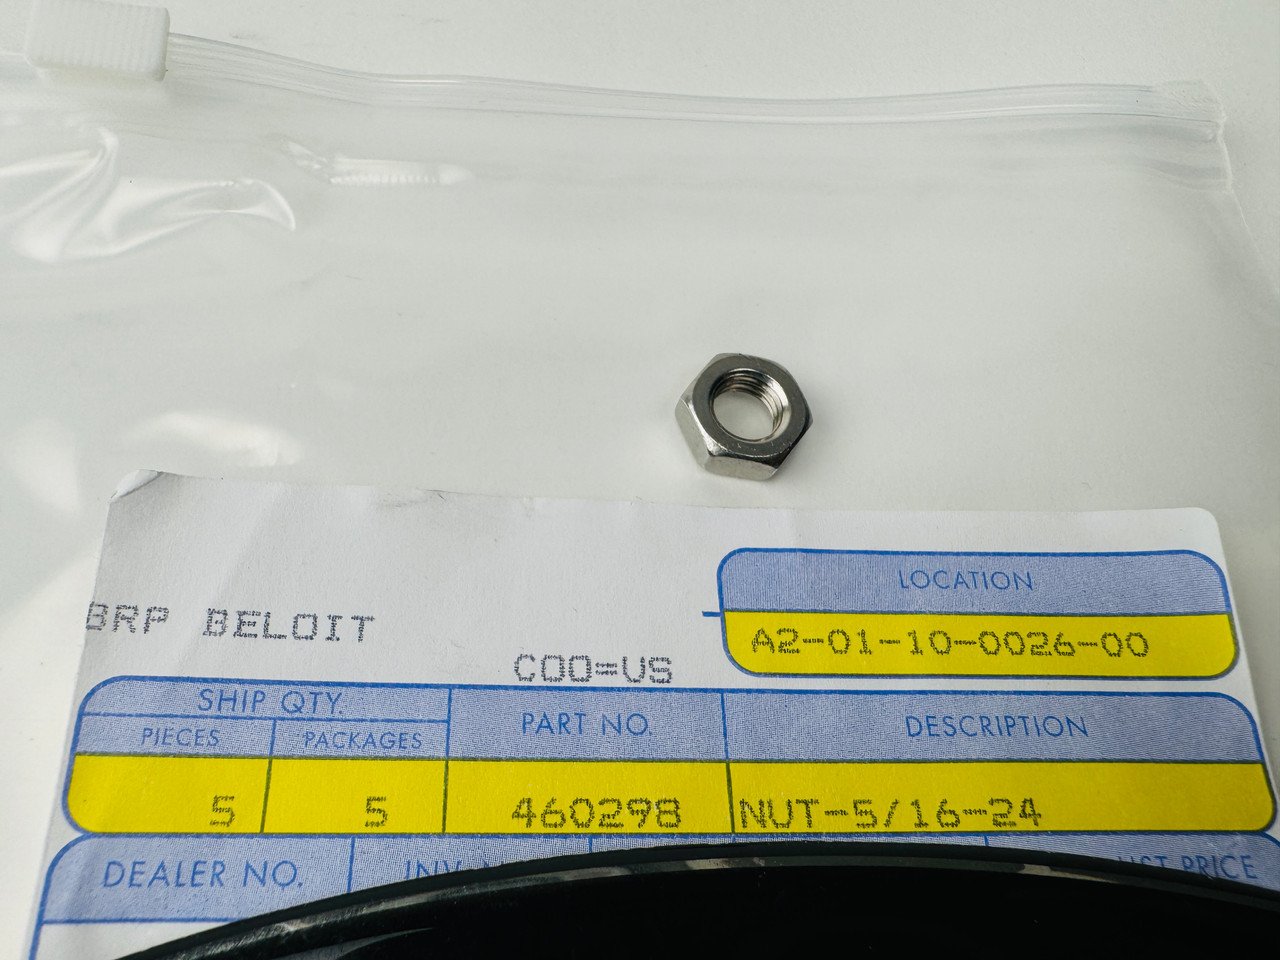 LOCATION
A2-01-10-0026-00
BRP BELOIT
COO=US
SHIP QTY.
PIECES PACKAGES PART NO. DESCRIPTION
5 5 460298 NUT-5/16-24
DEALER NO. PRICE